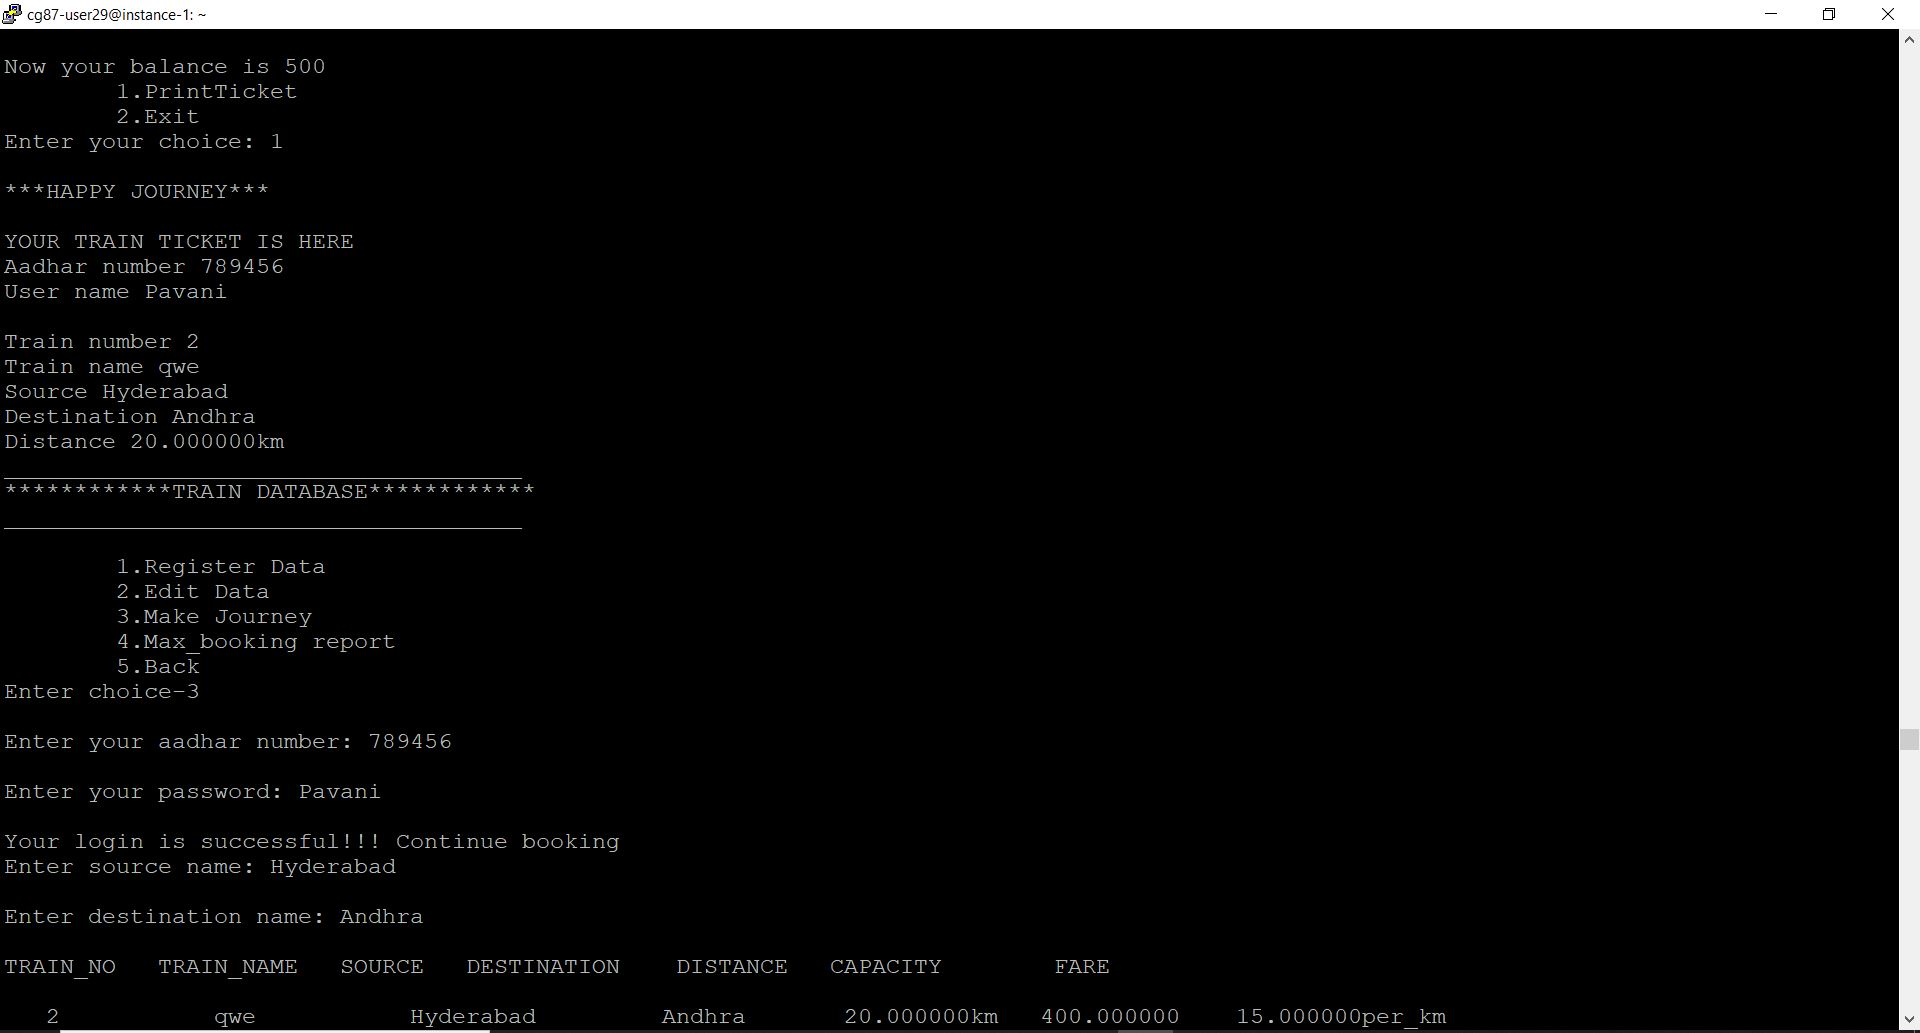 cg87-user29@instance-1: ~
Now your balance is 500
1.PrintTicket
2.Exit
Enter your choice: 1
***HAPPY JOURNEY***
YOUR TRAIN TICKET IS HERE
Aadhar number 789456
User name Pavani
Train number 2
Train name qwe
Source Hyderabad
Destination Andhra
Distance 20.000000km
************TRAIN DATABASE************
1.Register Data
2.Edit Data
3.Make Journey
4.Max_booking report
5.Back
Enter choice-3
Enter your aadhar number: 789456
Enter your password: Pavani
Your login is successful!!! Continue booking
Enter source name: Hyderabad
Enter destination name: Andhra
TRAIN_NO TRAIN_NAME SOURCE DESTINATION DISTANCE CAPACITY FARE
2 qwe Hyderabad Andhra 20.000000km 400.000000 15.000000per_km